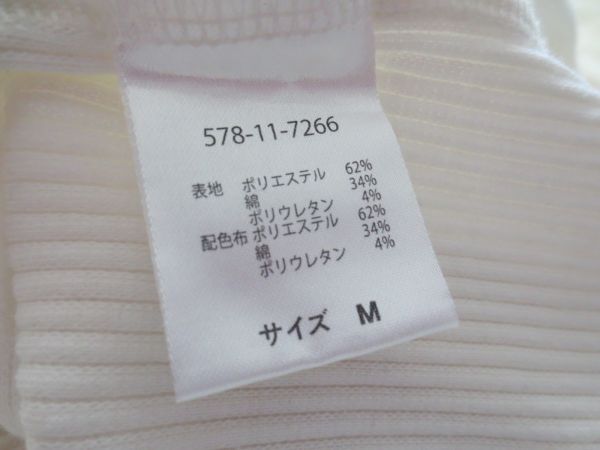 578-11-7266
表地 ポリエステル 62%
綿 34%
ポリウレタン 4%
配色布 ポリエステル 62%
綿 34%
ポリウレタン 4%
サイズ M